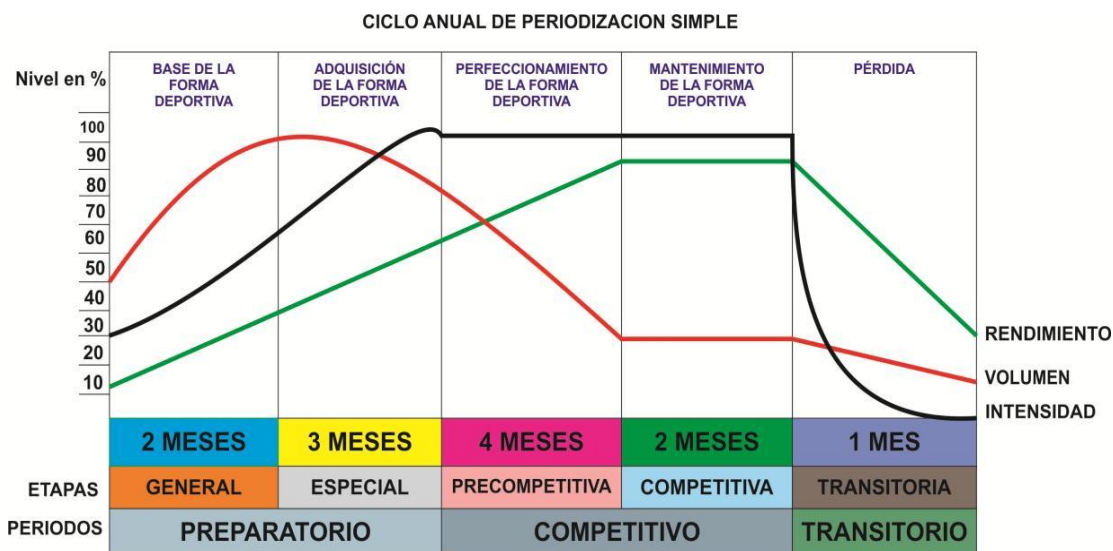 CICLO ANUAL DE PERIODIZACION SIMPLE
Nivel en %
BASE DE LA
FORMA
DEPORTIVA
ADQUISICIÓN
DE LA FORMA
DEPORTIVA
PERFECCIONAMIENTO
DE LA FORMA
DEPORTIVA
MANTENIMIENTO
DE LA FORMA
DEPORTIVA
PÉRDIDA
100
90
80
70
60
50
40
30
20
10
RENDIMIENTO
VOLUMEN
INTENSIDAD
2 MESES
3 MESES
4 MESES
2 MESES
1 MES
ETAPAS
GENERAL
ESPECIAL
PRECOMPETITIVA
COMPETITIVA
TRANSITORIA
PERIODOS
PREPARATORIO
COMPETITIVO
TRANSITORIO